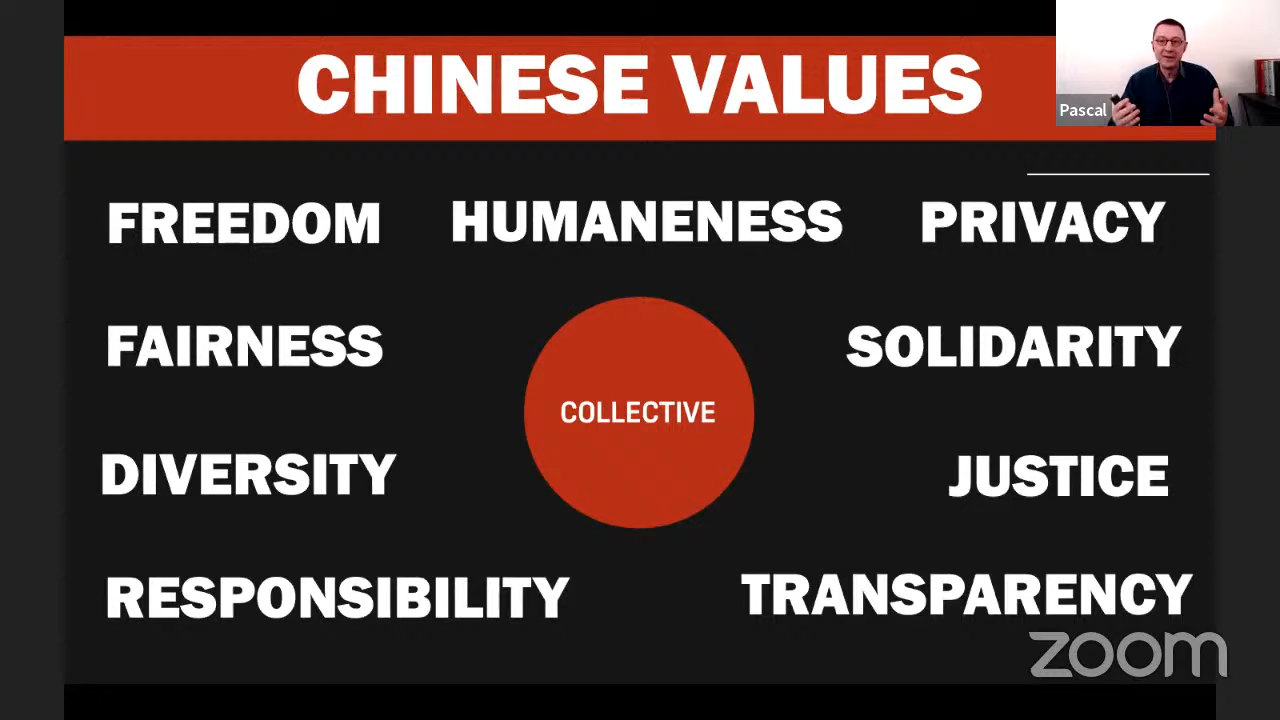 CHINESE VALUES
Pascal
FREEDOM
HUMANENESS
PRIVACY
FAIRNESS
SOLIDARITY
COLLECTIVE
DIVERSITY
JUSTICE
RESPONSIBILITY
TRANSPARENCY
zoom